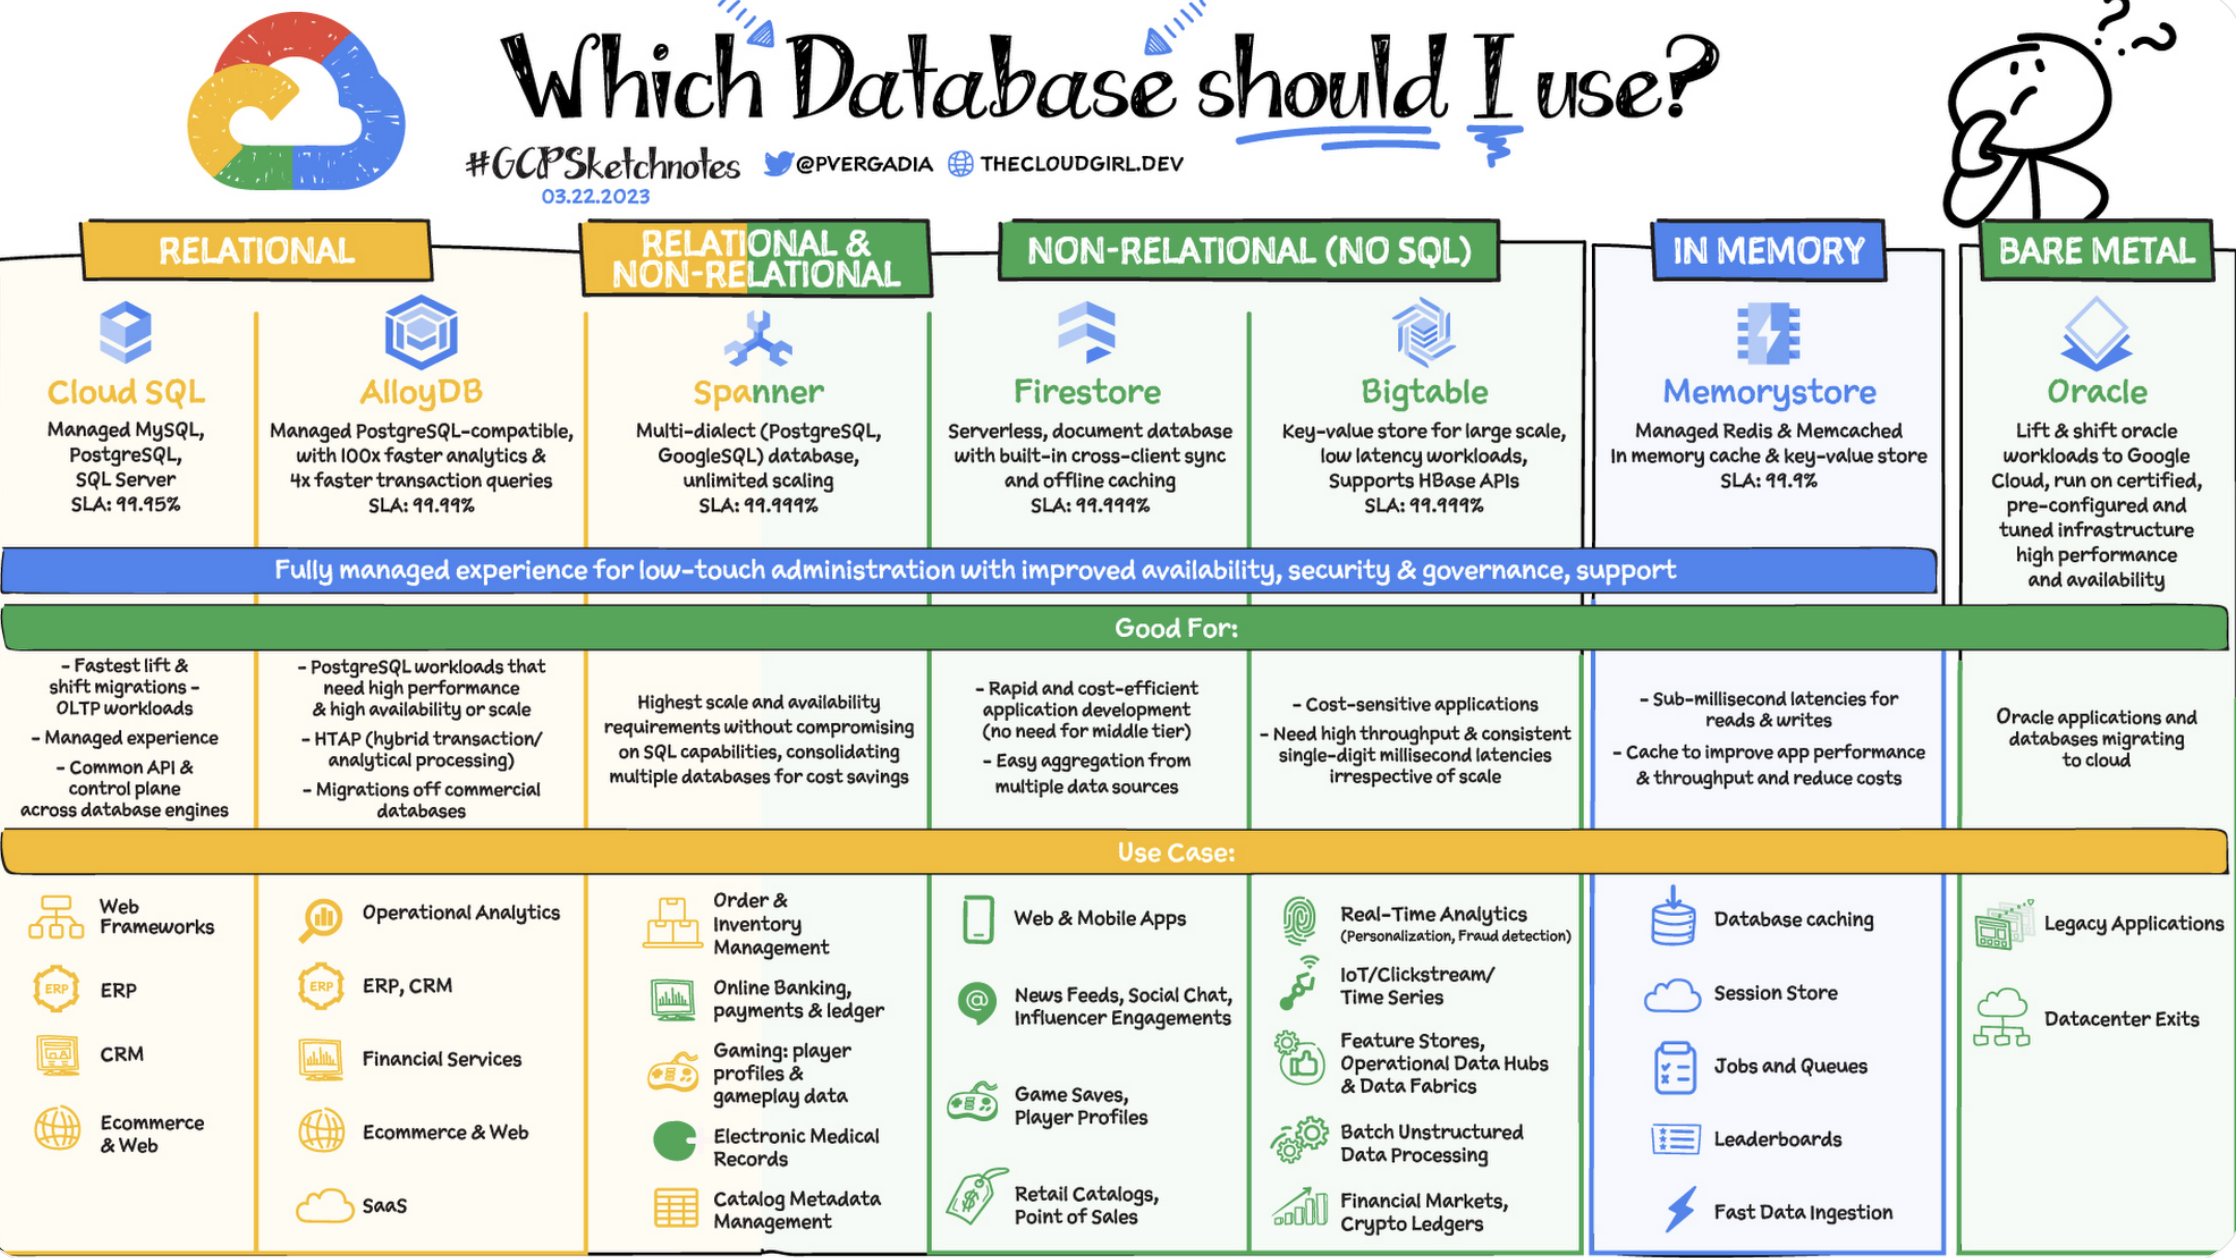 Which Database should I use?
#GCPSketchnotes @PVERGADIA THECLOUDGIRL.DEV
03.22.2023
RELATIONAL
RELATIONAL &
NON-RELATIONAL
NON-RELATIONAL (NO SQL)
IN MEMORY
BARE METAL
Cloud SQL
Managed MySQL,
PostgreSQL,
SQL Server
SLA: 99.95%
AlloyDB
Managed PostgreSQL-compatible,
with 100x faster analytics &
4x faster transaction queries
SLA: 99.99%
Spanner
Multi-dialect (PostgreSQL,
GoogleSQL) database,
unlimited scaling
SLA: 99.999%
Firestore
Serverless, document database
with built-in cross-client sync
and offline caching
SLA: 99.999%
Bigtable
Key-value store for large scale,
low latency workloads,
Supports HBase APIs
SLA: 99.999%
Memorystore
Managed Redis & Memcached
In memory cache & key-value store
SLA: 99.9%
Oracle
Lift & shift oracle
workloads to Google
Cloud, run on certified,
pre-configured and
tuned infrastructure
high performance
and availability
Fully managed experience for low-touch administration with improved availability, security & governance, support
Good For:
- Fastest lift &
shift migrations -
OLTP workloads
- Managed experience
- Common API &
control plane
across database engines
- PostgreSQL workloads that
need high performance
& high availability or scale
- HTAP (hybrid transaction/
analytical processing)
- Migrations off commercial
databases
Highest scale and availability
requirements without compromising
on SQL capabilities, consolidating
multiple databases for cost savings
- Rapid and cost-efficient
application development
(no need for middle tier)
- Easy aggregation from
multiple data sources
- Cost-sensitive applications
- Need high throughput & consistent
single-digit millisecond latencies
irrespective of scale
- Sub-millisecond latencies for
reads & writes
- Cache to improve app performance
& throughput and reduce costs
Oracle applications and
databases migrating
to cloud
Use Case:
Web
Frameworks
ERP
ERP
CRM
Ecommerce
& Web
Operational Analytics
ERP
ERP, CRM
Financial Services
Ecommerce & Web
SaaS
Order &
Inventory
Management
Online Banking,
payments & ledger
Gaming: player
profiles &
gameplay data
Electronic Medical
Records
Catalog Metadata
Management
Web & Mobile Apps
@
News Feeds, Social Chat,
Influencer Engagements
Game Saves,
Player Profiles
$
Retail Catalogs,
Point of Sales
Real-Time Analytics
(Personalization, Fraud detection)
IoT/Clickstream/
Time Series
Feature Stores,
Operational Data Hubs
& Data Fabrics
Batch Unstructured
Data Processing
Financial Markets,
Crypto Ledgers
Database caching
Session Store
Jobs and Queues
Leaderboards
Fast Data Ingestion
Legacy Applications
Datacenter Exits